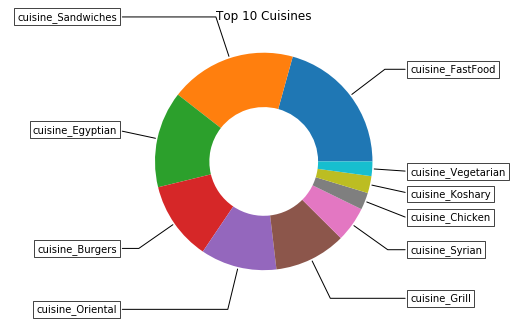 Top 10 Cuisines
cuisine_Sandwiches
cuisine_FastFood
cuisine_Egyptian
cuisine_Vegetarian
cuisine_Koshary
cuisine_Chicken
cuisine_Burgers
cuisine_Syrian
cuisine_Grill
cuisine_Oriental